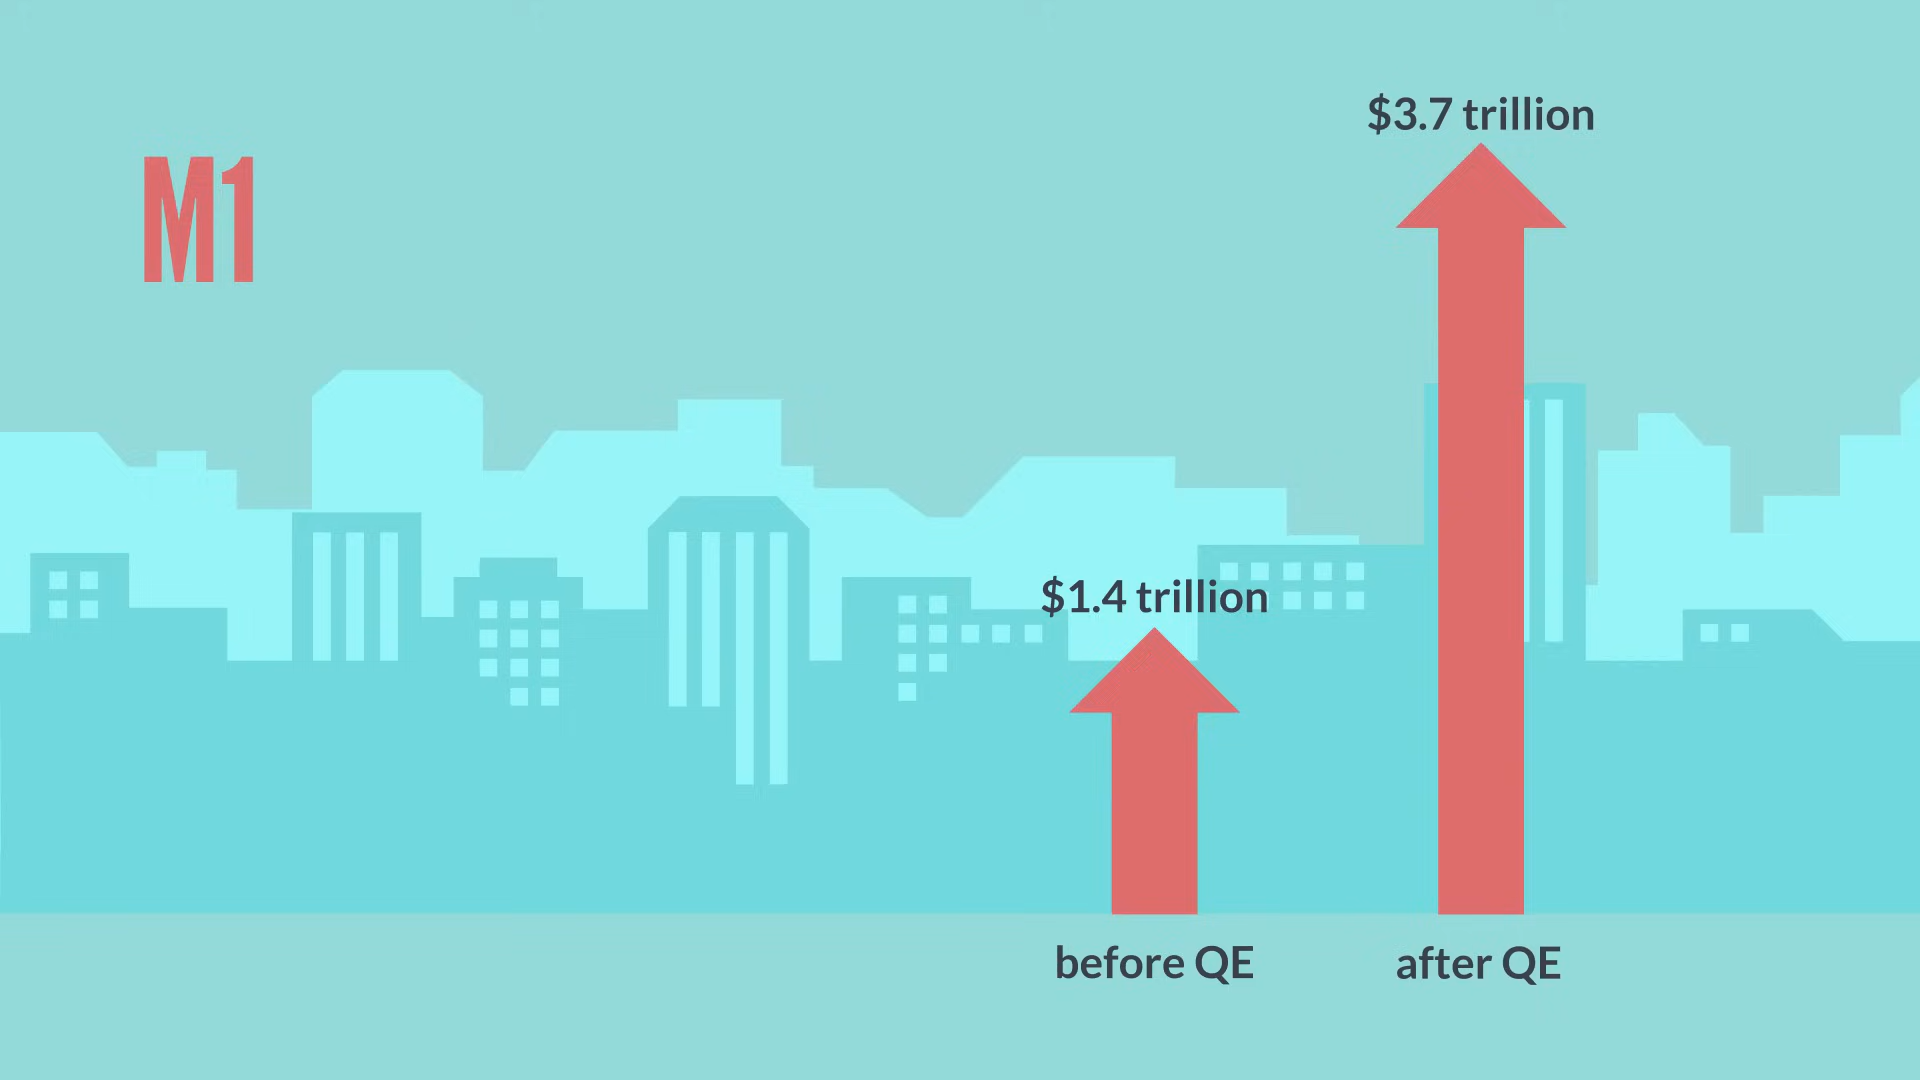 M1
$3.7 trillion
$1.4 trillion
before QE
after QE